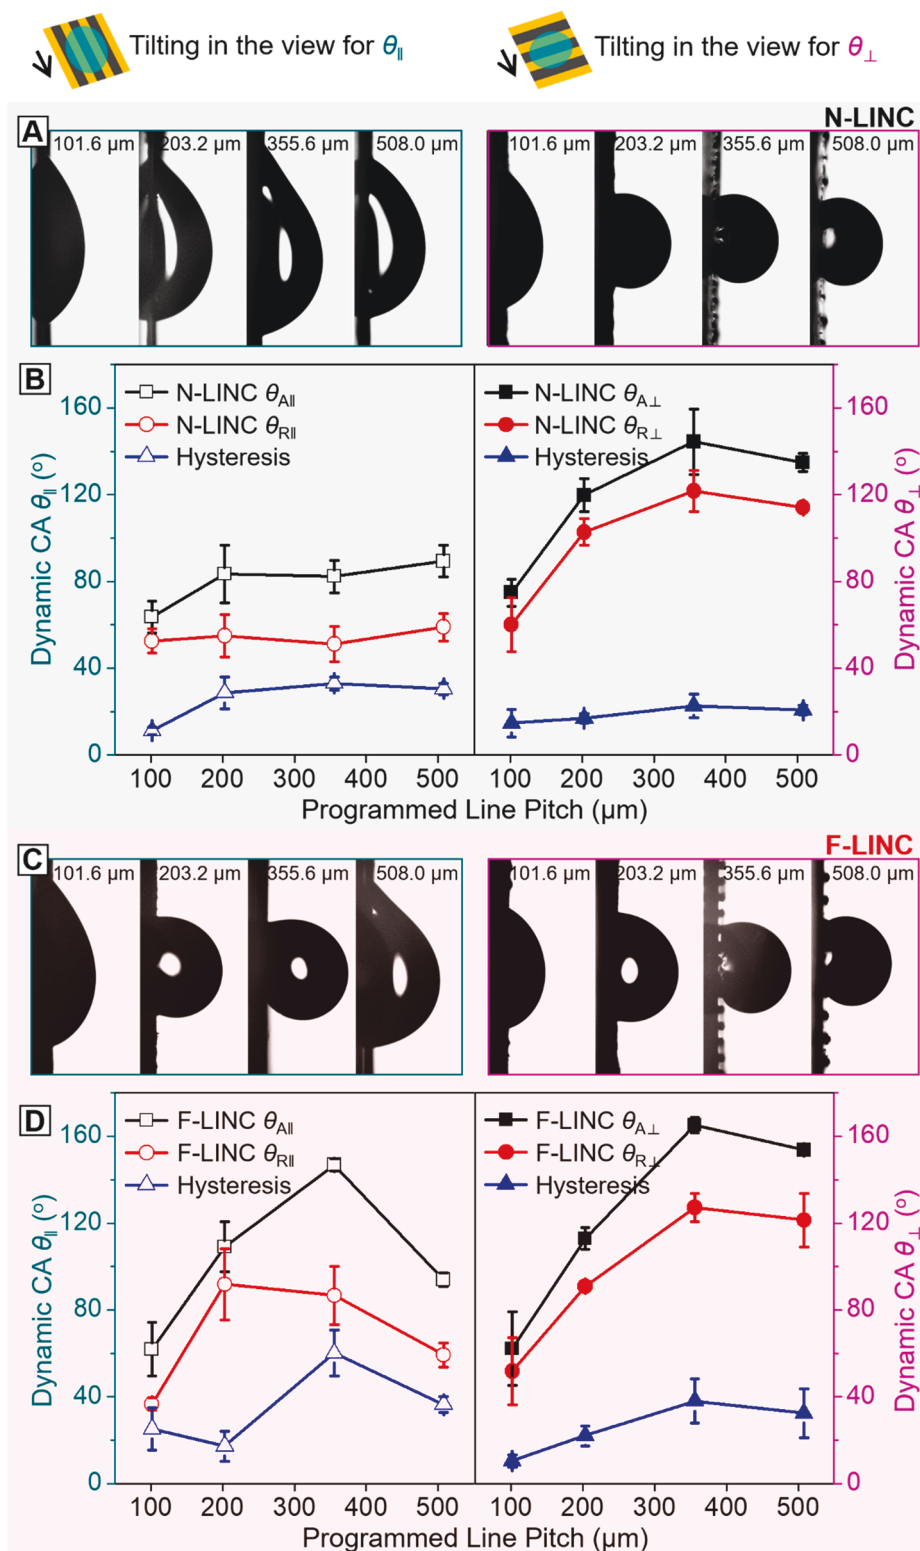 Tilting in the view for θ∥
Tilting in the view for θ⊥
N-LINC
A
101.6 µm 203.2 µm 355.6 µm 508.0 µm
101.6 µm 203.2 µm 355.6 µm 508.0 µm
B
N-LINC θA∥
N-LINC θR∥
Hysteresis
N-LINC θA⊥
N-LINC θR⊥
Hysteresis
Dynamic CA θ∥ (°)
160
120
80
40
0
Dynamic CA θ⊥ (°)
160
120
80
40
0
100 200 300 400 500 100 200 300 400 500
Programmed Line Pitch (µm)
F-LINC
C
101.6 µm 203.2 µm 355.6 µm 508.0 µm
101.6 µm 203.2 µm 355.6 µm 508.0 µm
D
F-LINC θA∥
F-LINC θR∥
Hysteresis
F-LINC θA⊥
F-LINC θR⊥
Hysteresis
Dynamic CA θ∥ (°)
160
120
80
40
0
Dynamic CA θ⊥ (°)
160
120
80
40
0
100 200 300 400 500 100 200 300 400 500
Programmed Line Pitch (µm)